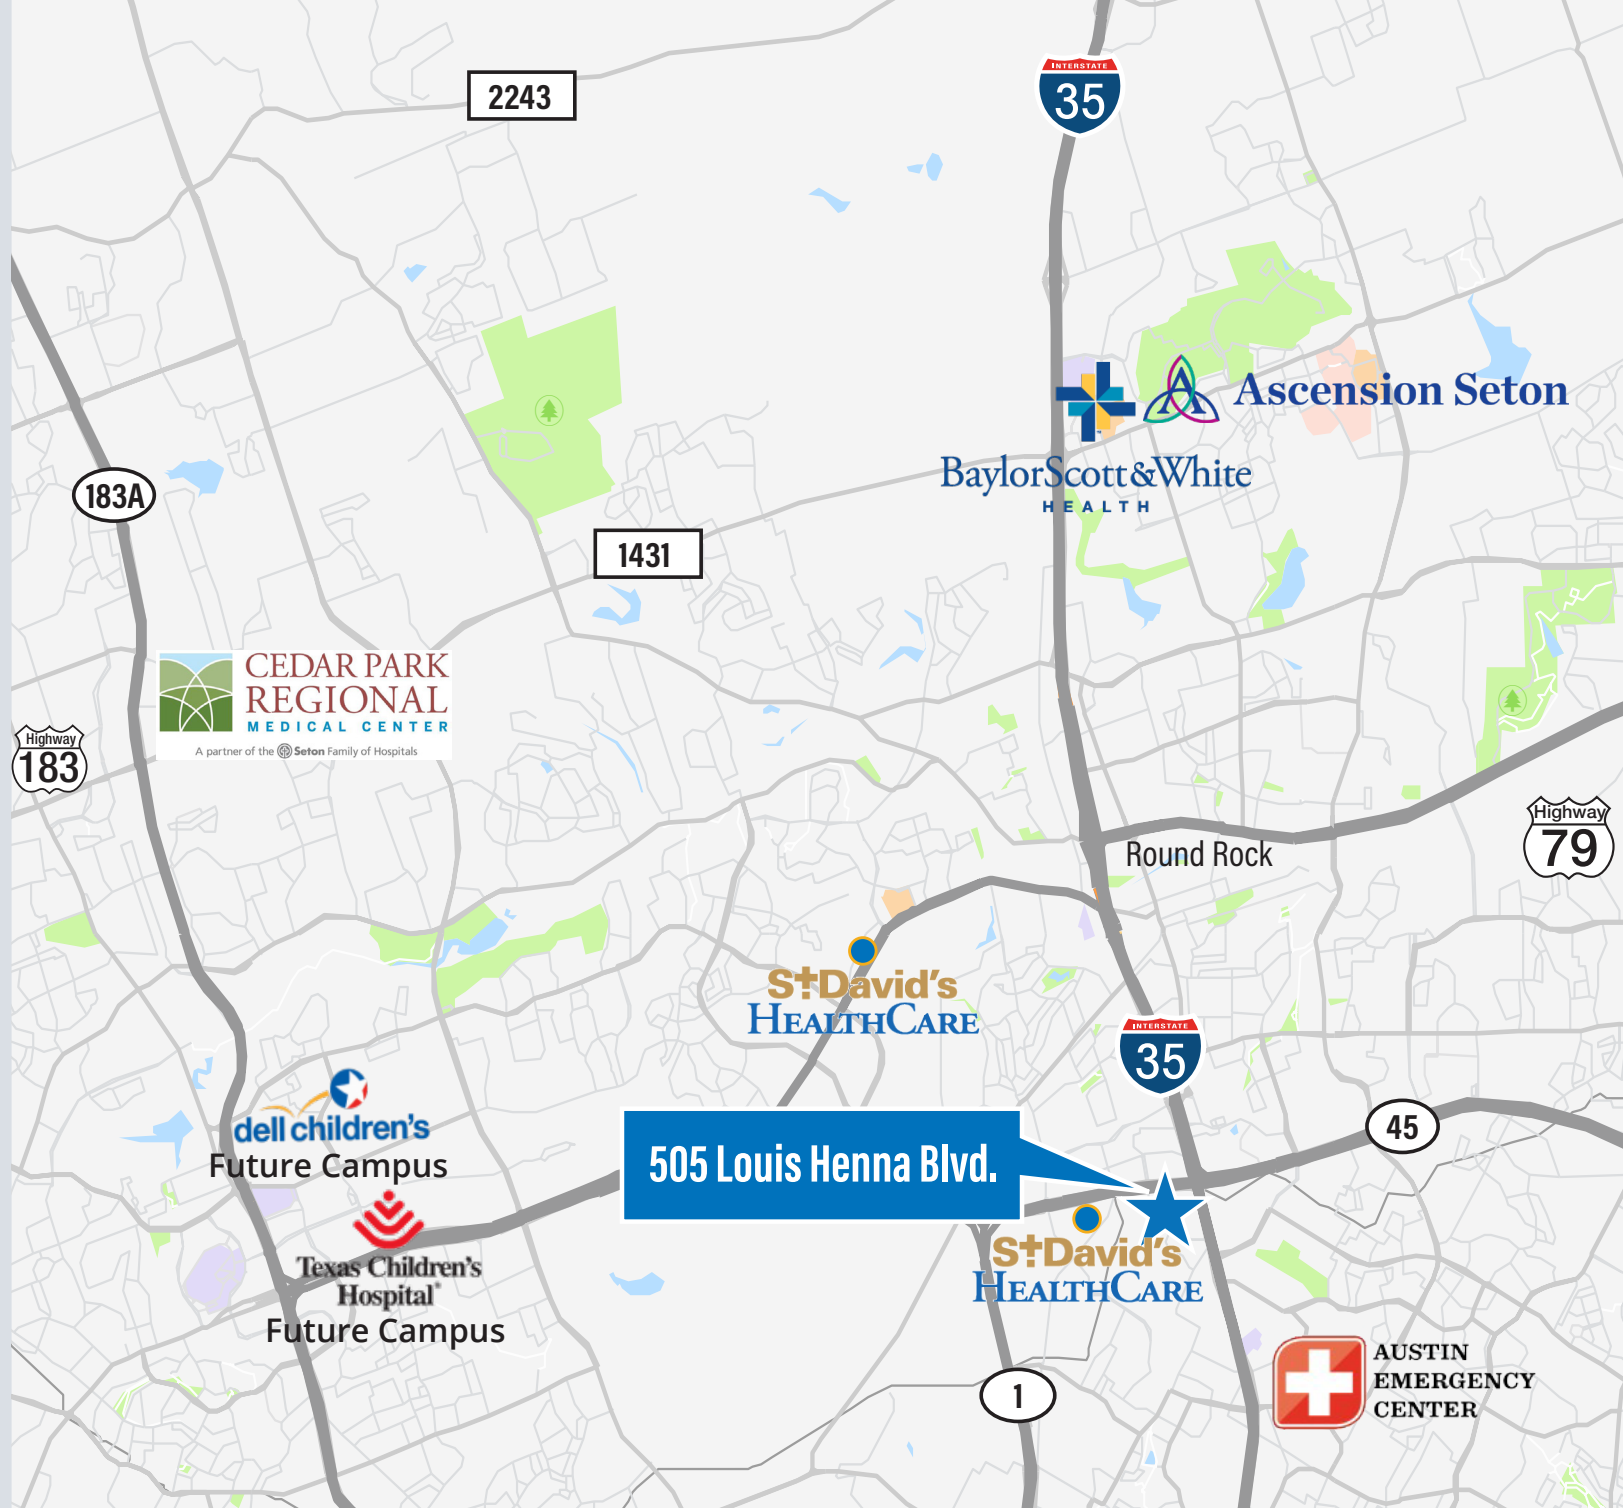 2243
INTERSTATE
35
Ascension Seton
BaylorScott&White
HEALTH
183A
1431
CEDAR PARK
REGIONAL
MEDICAL CENTER
A partner of the Seton Family of Hospitals
Highway
183
Highway
79
Round Rock
St David's
HEALTHCARE
INTERSTATE
35
dell children's
Future Campus
45
505 Louis Henna Blvd.
Texas Children's
Hospital
Future Campus
St David's
HEALTHCARE
AUSTIN
EMERGENCY
CENTER
1